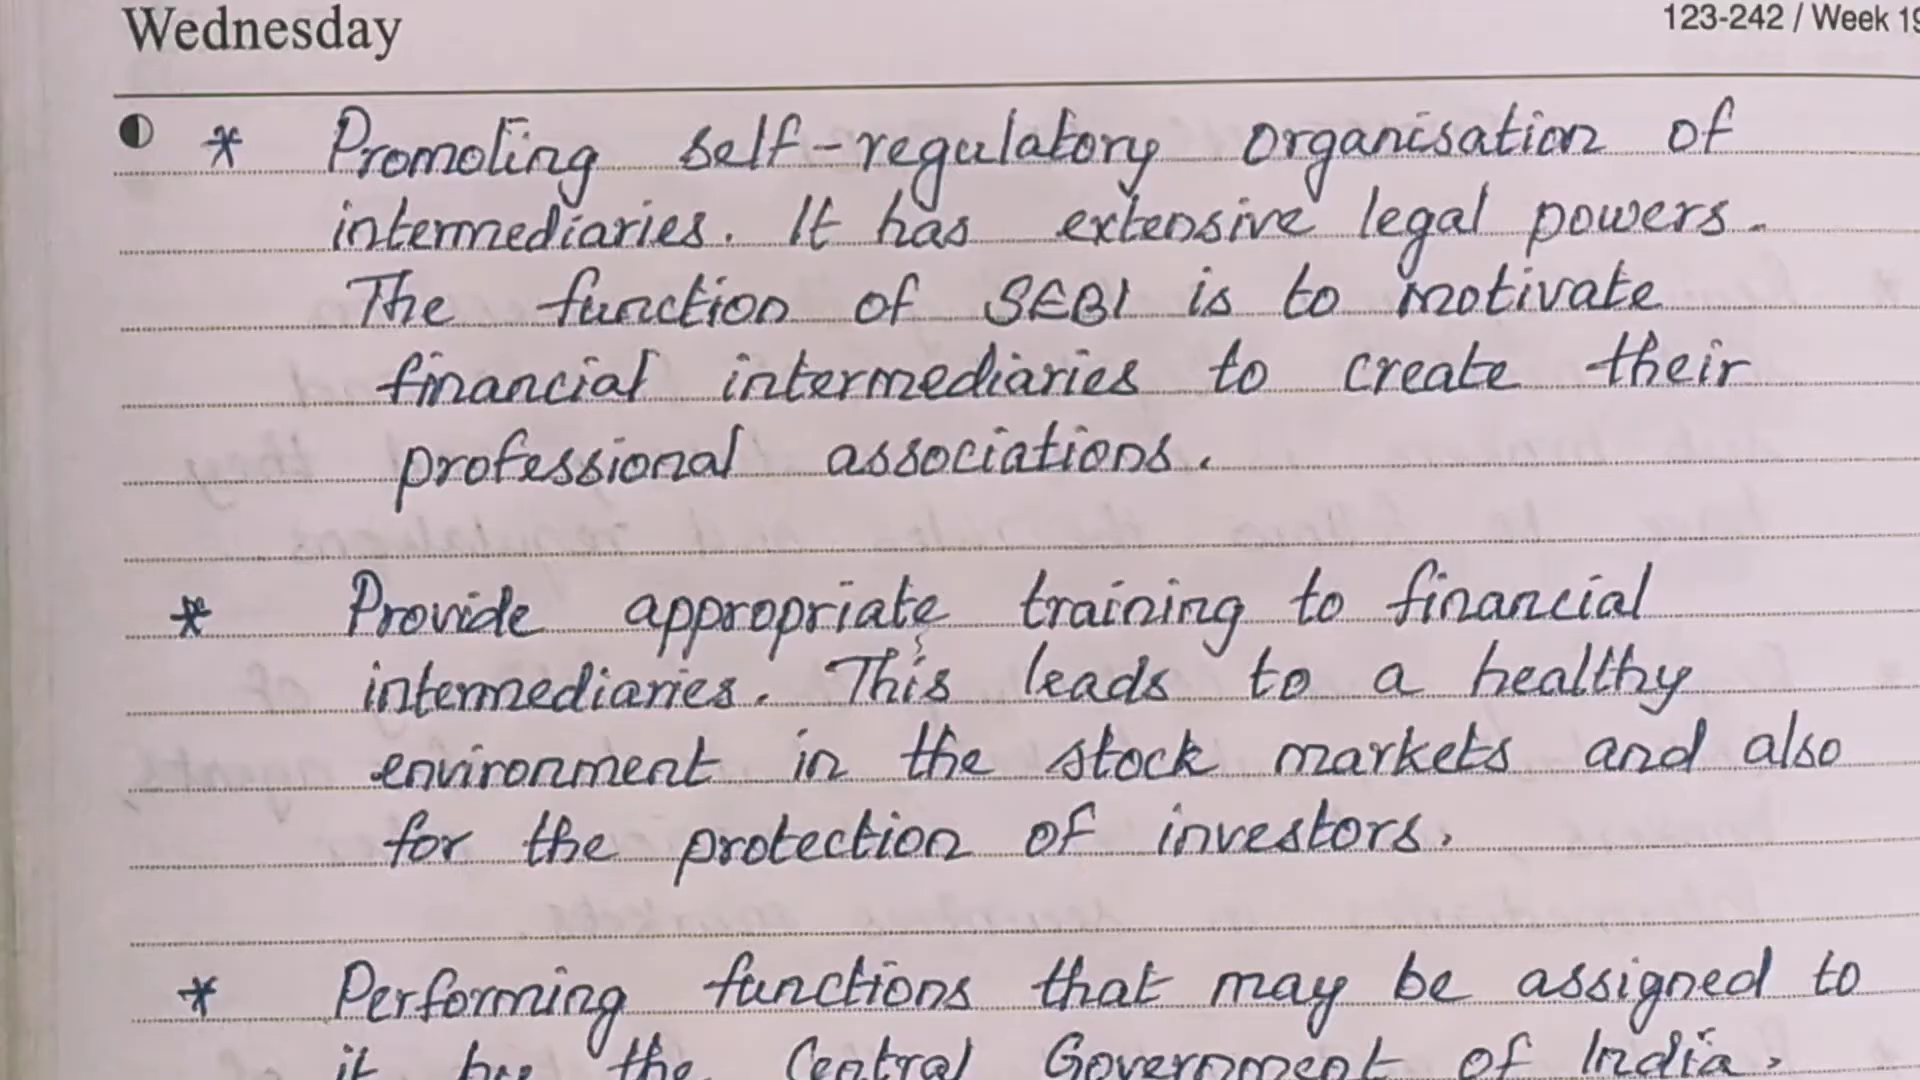 Wednesday
123-242 / Week 19
* Promoting self-regulatory organisation of
intermediaries. It has extensive legal powers.
The function of SEBI is to motivate
financial intermediaries to create their
professional associations.
* Provide appropriate training to financial
intermediaries. This leads to a healthy
environment in the stock markets and also
for the protection of investors.
* Performing functions that may be assigned to
it by the Central Government of India.